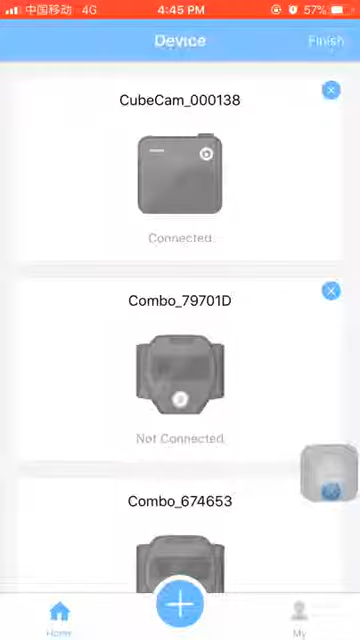 中国移动 4G 4:45 PM 57%
Device Finish
CubeCam_000138
Connected
Combo_79701D
Not Connected
Combo_674653
Home My